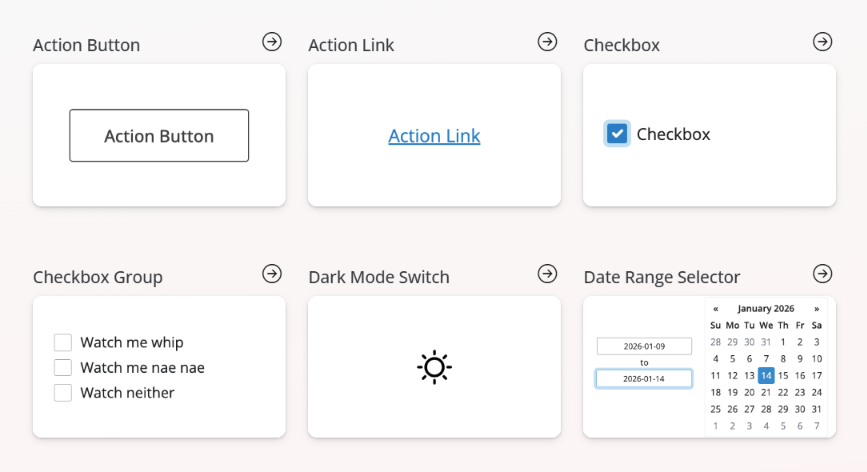 Action Button
Action Link
Checkbox
Action Button
Action Link
Checkbox
Checkbox Group
Dark Mode Switch
Date Range Selector
Watch me whip
Watch me nae nae
Watch neither
2026-01-09
to
2026-01-14
« January 2026 »
Su Mo Tu We Th Fr Sa
28 29 30 31 1 2 3
4 5 6 7 8 9 10
11 12 13 14 15 16 17
18 19 20 21 22 23 24
25 26 27 28 29 30 31
1 2 3 4 5 6 7